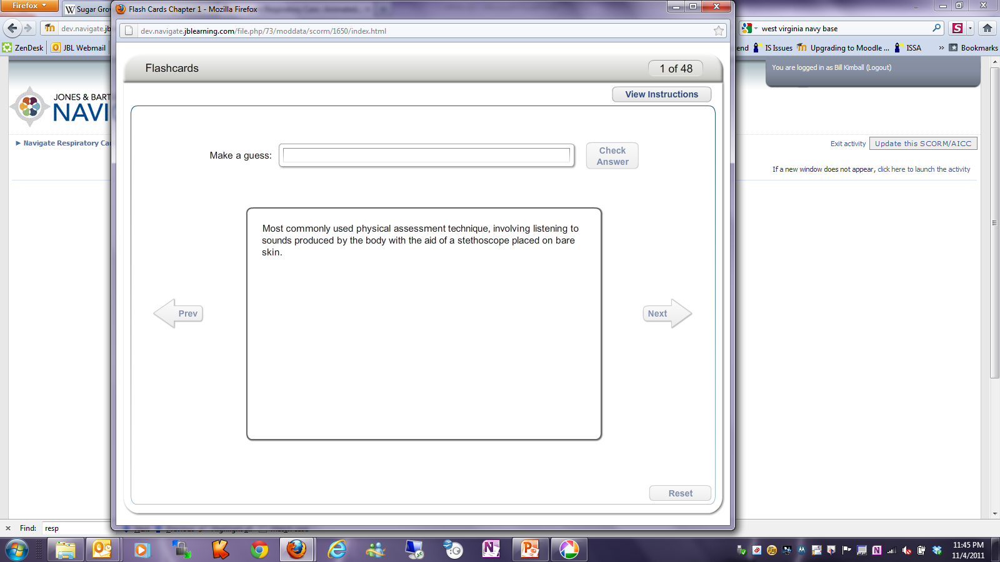 Firefox
Sugar Gro
Flash Cards Chapter 1 - Mozilla Firefox
dev.navigate.jb
dev.navigate.jblearning.com/file.php/73/moddata/scorm/1650/index.html
west virginia navy base
ZenDesk
JBL Webmail
end
IS Issues
Upgrading to Moodle ...
ISSA
Bookmarks
You are logged in as Bill Kimball (Logout)
Flashcards
1 of 48
View Instructions
JONES & BART
NAVI
Navigate Respiratory Ca
Exit activity
Update this SCORM/AICC
If a new window does not appear, click here to launch the activity
Make a guess:
Check
Answer
Most commonly used physical assessment technique, involving listening to
sounds produced by the body with the aid of a stethoscope placed on bare
skin.
Prev
Next
Reset
Find:
resp
11:45 PM
11/4/2011